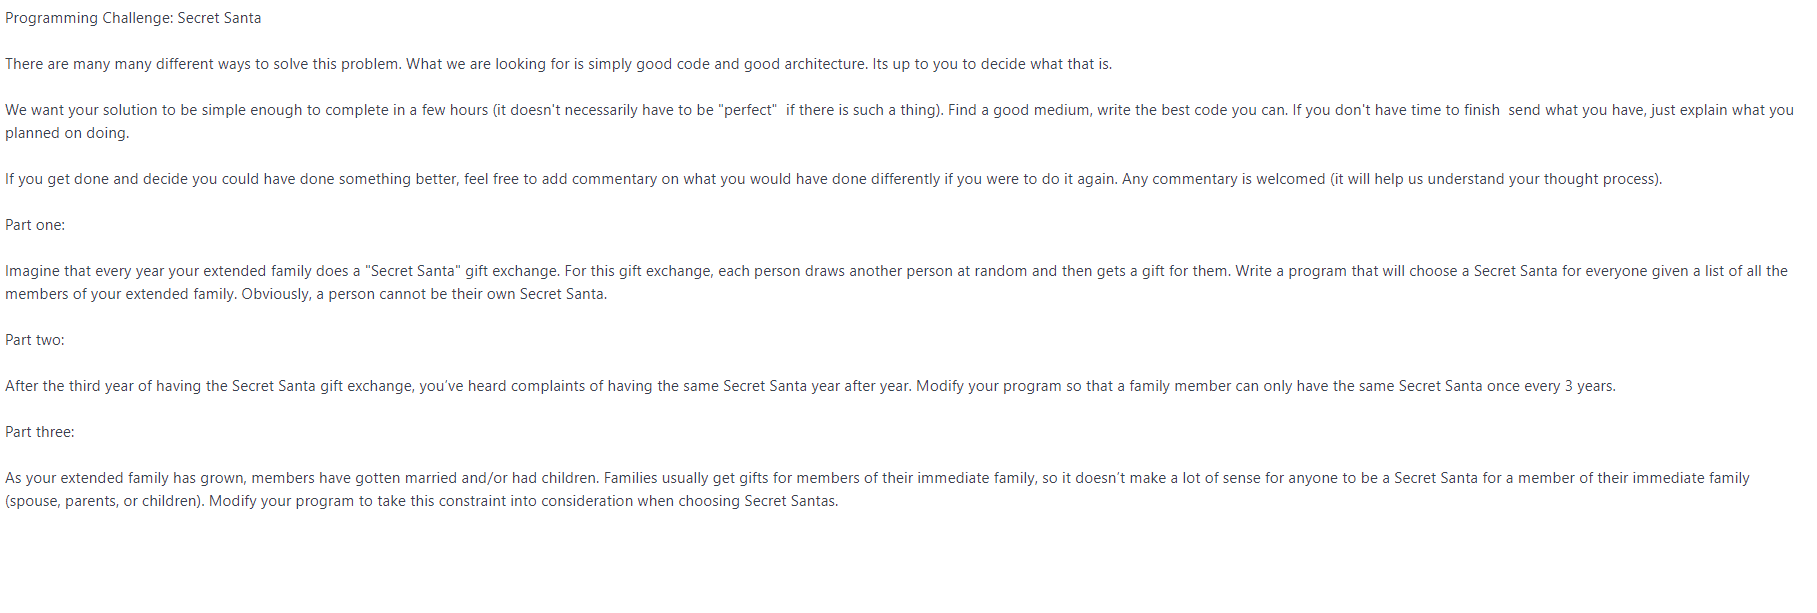 Programming Challenge: Secret Santa
There are many many different ways to solve this problem. What we are looking for is simply good code and good architecture. Its up to you to decide what that is.
We want your solution to be simple enough to complete in a few hours (it doesn't necessarily have to be "perfect"  if there is such a thing). Find a good medium, write the best code you can. If you don't have time to finish  send what you have, just explain what you
planned on doing.
If you get done and decide you could have done something better, feel free to add commentary on what you would have done differently if you were to do it again. Any commentary is welcomed (it will help us understand your thought process).
Part one:
Imagine that every year your extended family does a "Secret Santa" gift exchange. For this gift exchange, each person draws another person at random and then gets a gift for them. Write a program that will choose a Secret Santa for everyone given a list of all the
members of your extended family. Obviously, a person cannot be their own Secret Santa.
Part two:
After the third year of having the Secret Santa gift exchange, you've heard complaints of having the same Secret Santa year after year. Modify your program so that a family member can only have the same Secret Santa once every 3 years.
Part three:
As your extended family has grown, members have gotten married and/or had children. Families usually get gifts for members of their immediate family, so it doesn't make a lot of sense for anyone to be a Secret Santa for a member of their immediate family
(spouse, parents, or children). Modify your program to take this constraint into consideration when choosing Secret Santas.